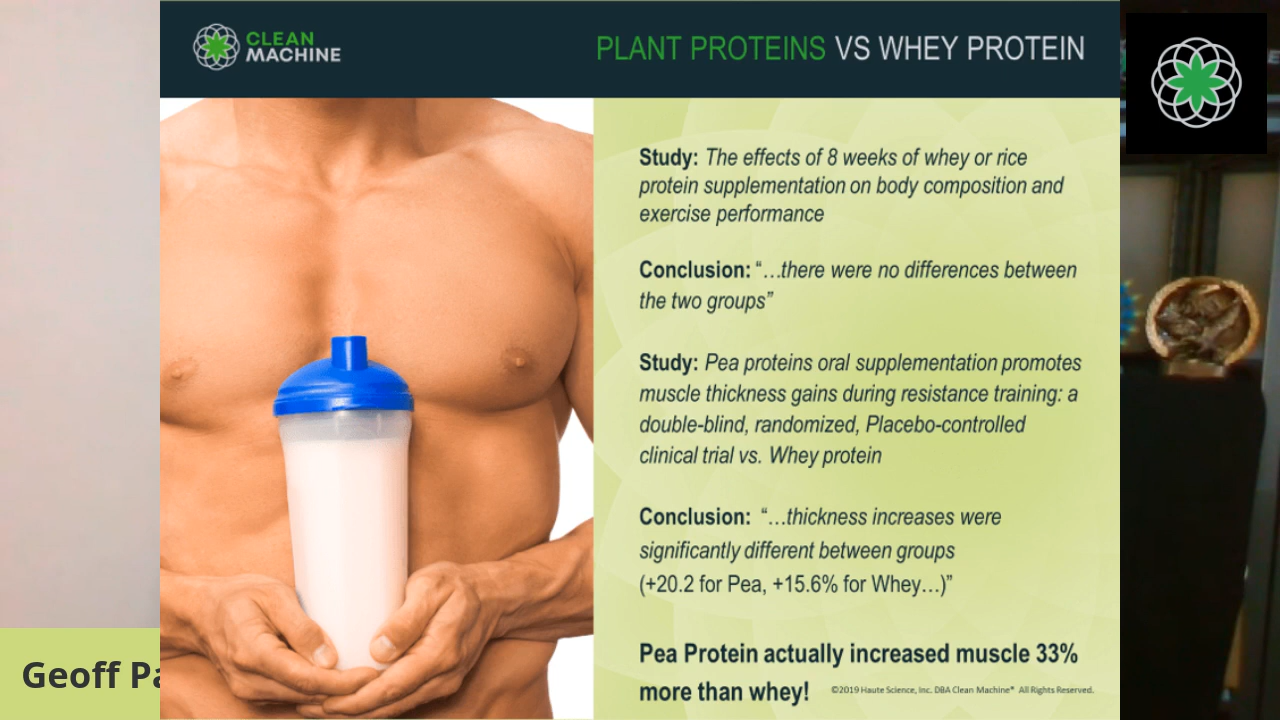 CLEAN
MACHINE
PLANT PROTEINS VS WHEY PROTEIN
Study: The effects of 8 weeks of whey or rice
protein supplementation on body composition and
exercise performance
Conclusion: “…there were no differences between
the two groups”
Study: Pea proteins oral supplementation promotes
muscle thickness gains during resistance training: a
double-blind, randomized, Placebo-controlled
clinical trial vs. Whey protein
Conclusion: “…thickness increases were
significantly different between groups
(+20.2 for Pea, +15.6% for Whey…)”
Pea Protein actually increased muscle 33%
more than whey!
©2019 Haute Science, Inc. DBA Clean Machine® All Rights Reserved.
Geoff Pa